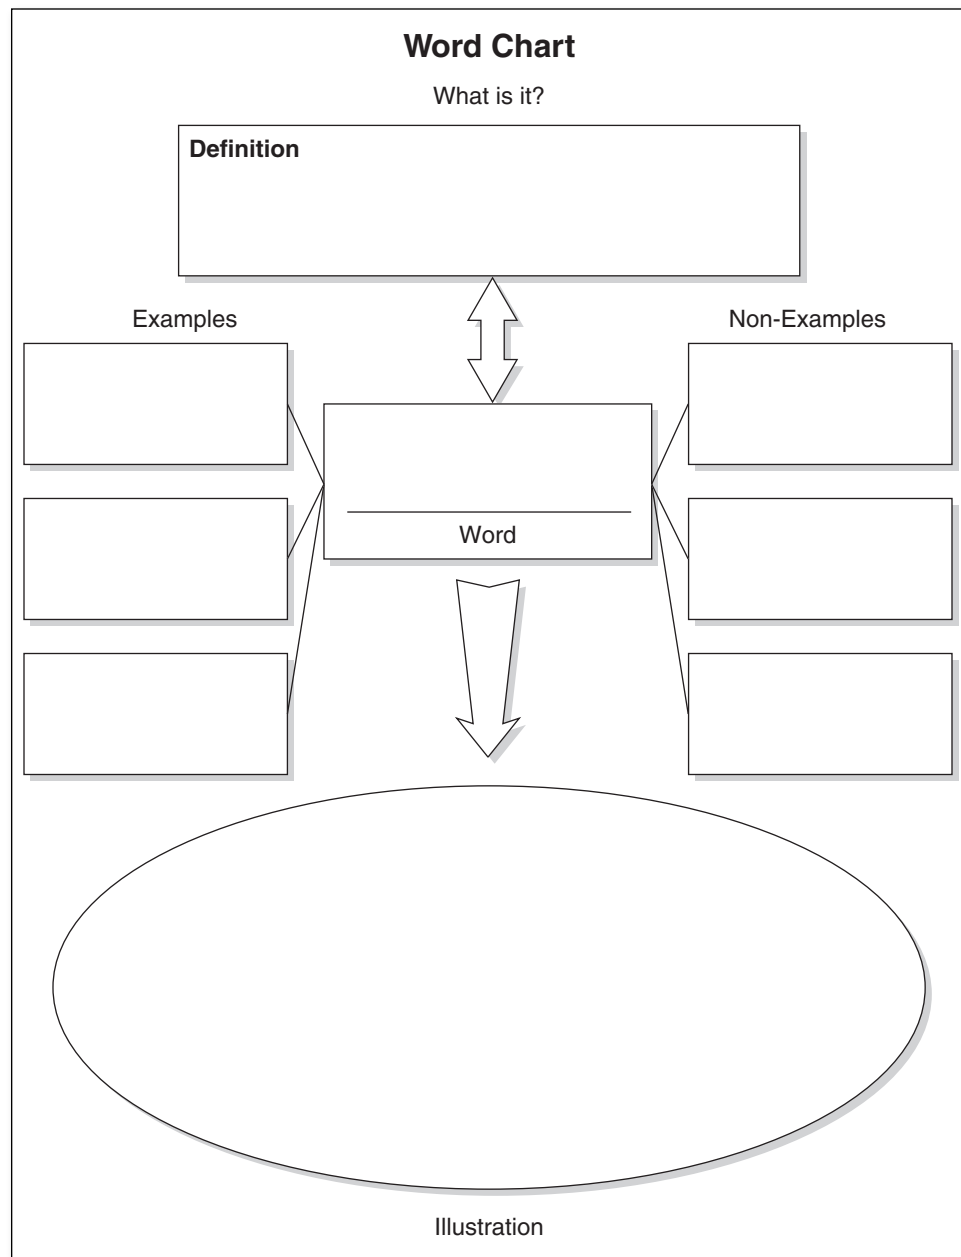 Word Chart
What is it?
Definition
Examples
Non-Examples
Word
Illustration